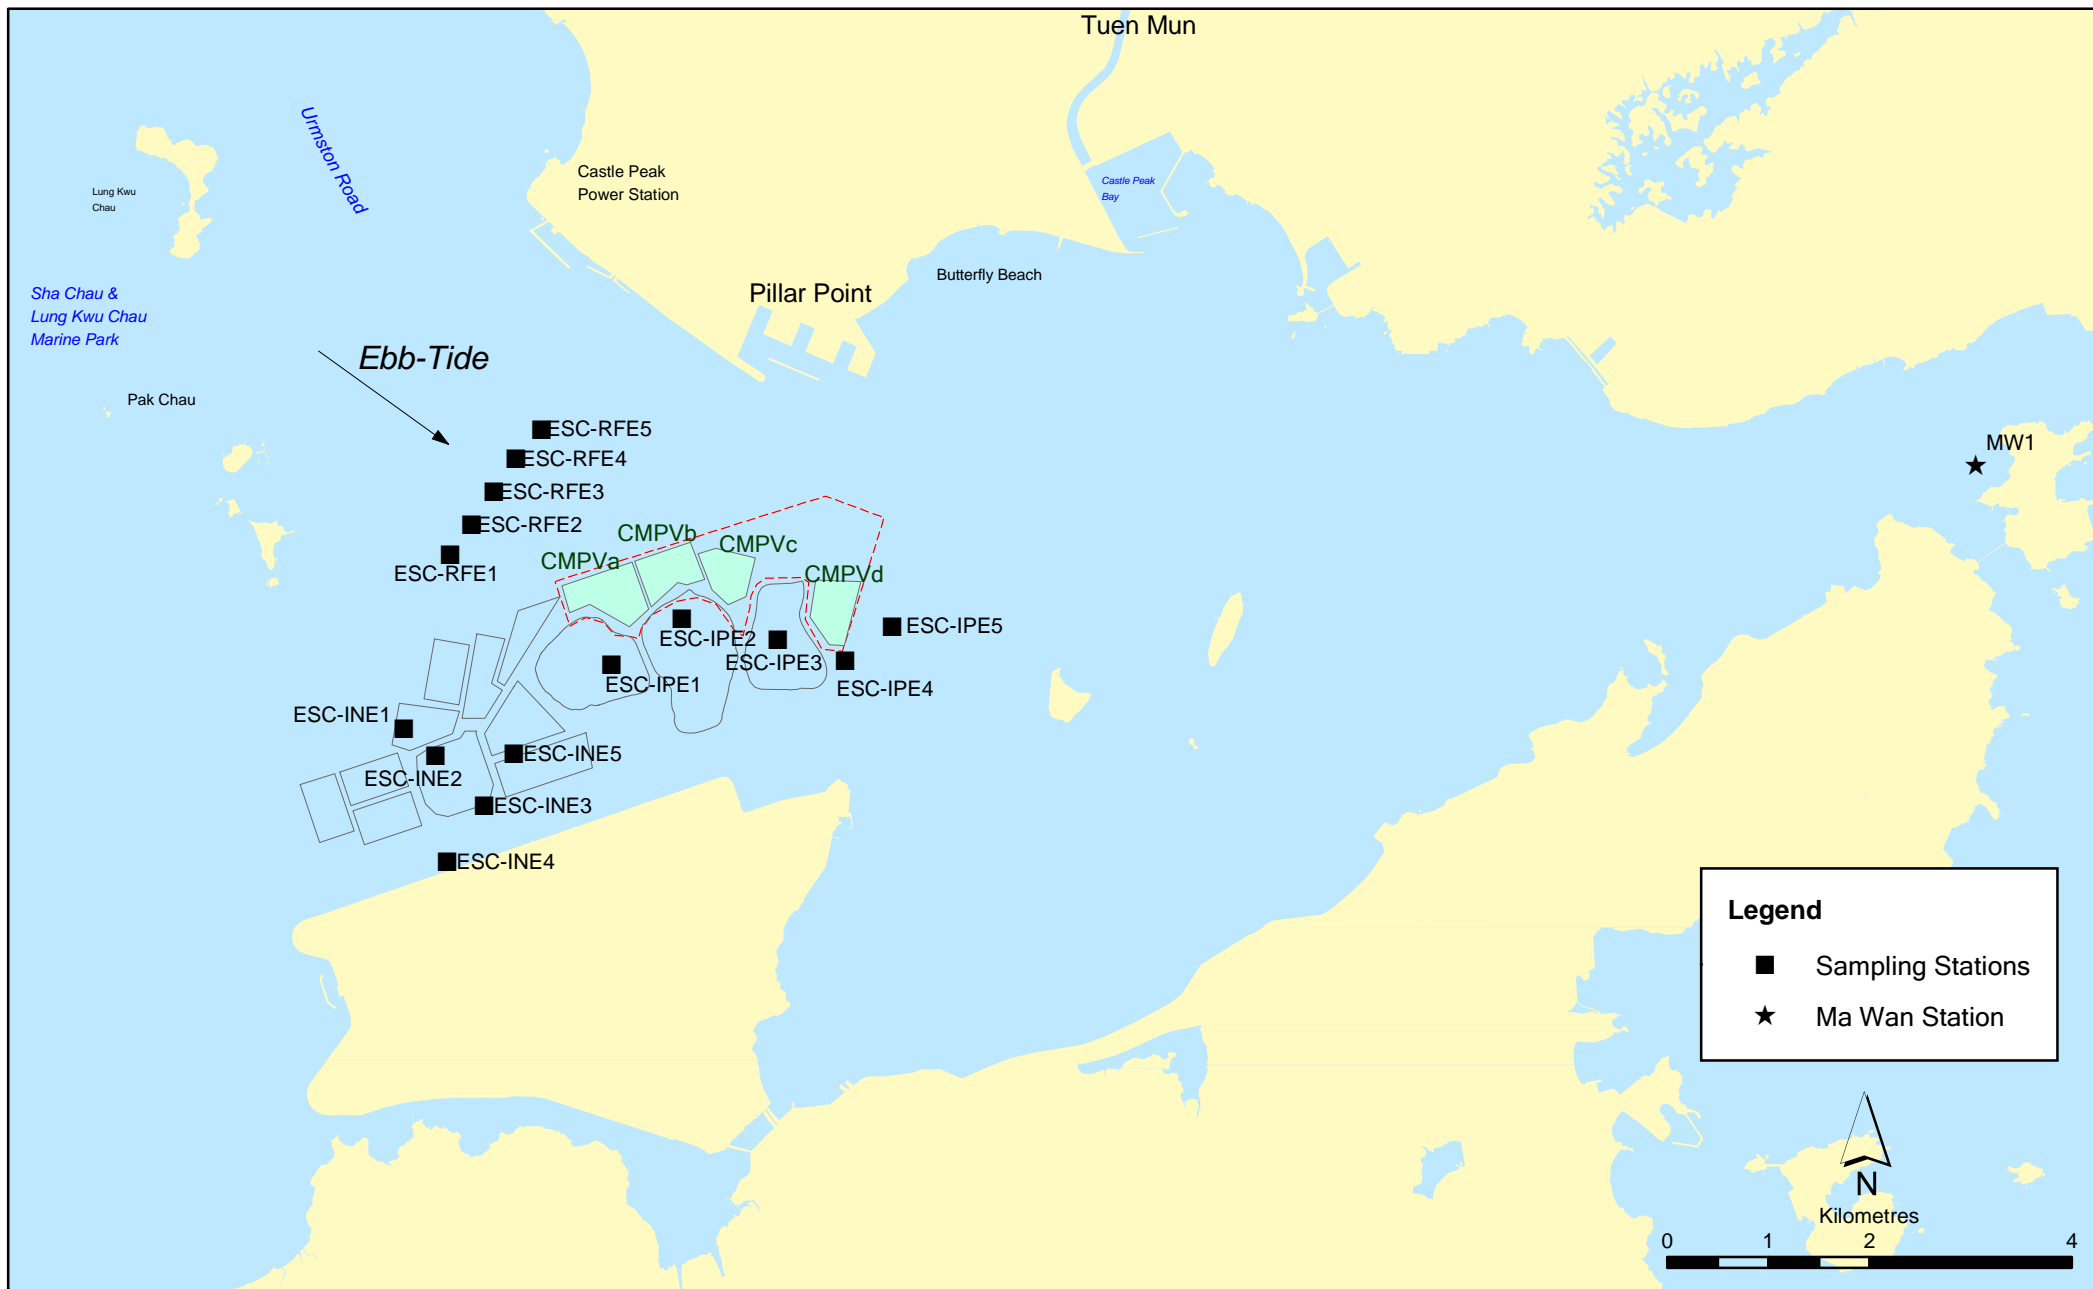 Tuen Mun
Urmston Road
Castle Peak
Power Station
Castle Peak
Bay
Lung Kwu
Chau
Butterfly Beach
Sha Chau &
Lung Kwu Chau
Marine Park
Pillar Point
Ebb-Tide
Pak Chau
ESC-RFE5
MW1
ESC-RFE4
ESC-RFE3
ESC-RFE2
CMPVb
CMPVc
CMPVa
ESC-RFE1
CMPVd
ESC-IPE5
ESC-IPE2
ESC-IPE3
ESC-IPE1
ESC-IPE4
ESC-INE1
ESC-INE5
ESC-INE2
ESC-INE3
ESC-INE4
Legend
Sampling Stations
Ma Wan Station
N
Kilometres
0 1 2 4